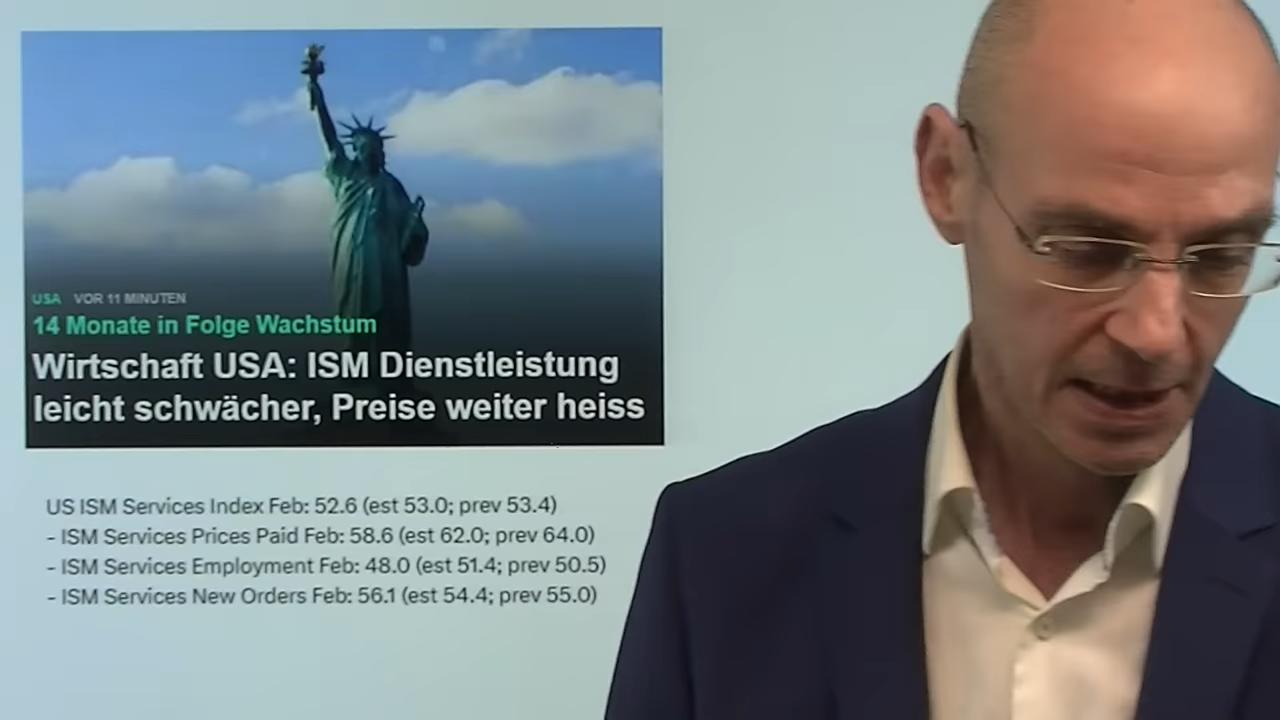 USA VOR 11 MINUTEN
14 Monate in Folge Wachstum
Wirtschaft USA: ISM Dienstleistung
leicht schwächer, Preise weiter heiss
US ISM Services Index Feb: 52.6 (est 53.0; prev 53.4)
- ISM Services Prices Paid Feb: 58.6 (est 62.0; prev 64.0)
- ISM Services Employment Feb: 48.0 (est 51.4; prev 50.5)
- ISM Services New Orders Feb: 56.1 (est 54.4; prev 55.0)